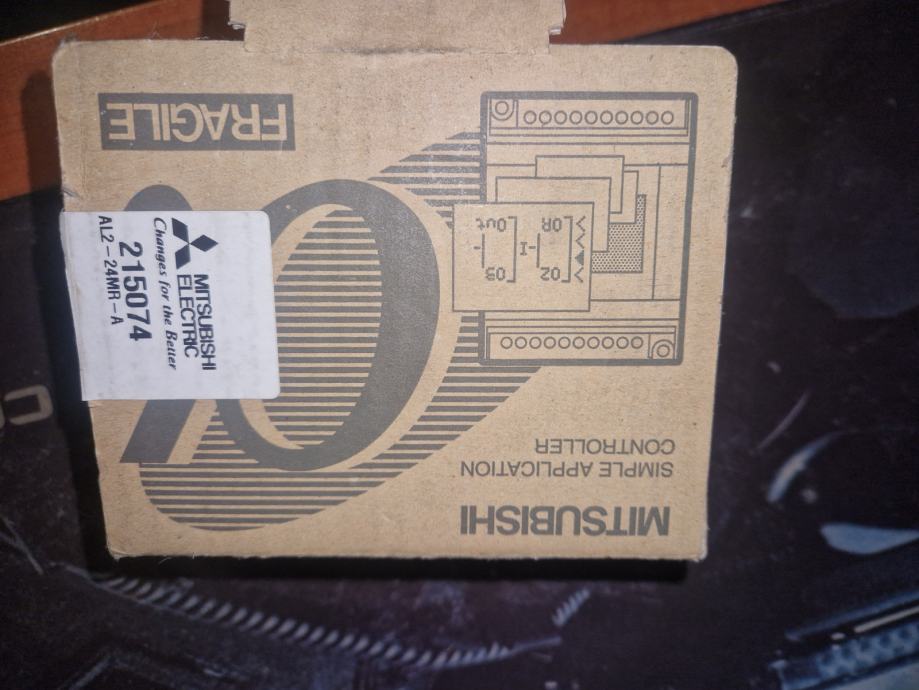 MITSUBISHI
SIMPLE APPLICATION
CONTROLLER
α
FRAGILE
02
03
OR
-I-
-
Out
MITSUBISHI
ELECTRIC
Changes for the Better
215074
AL2-24MR-A